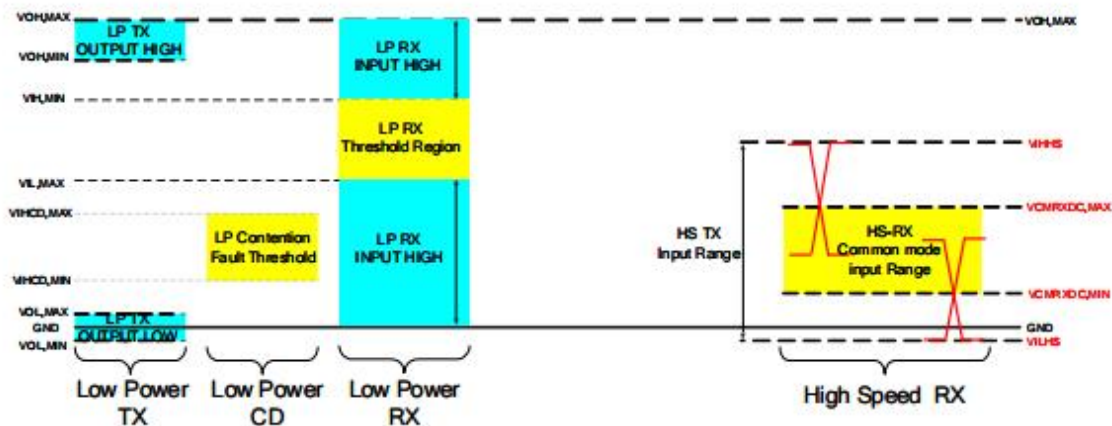 VOH,MAX
LP TX
OUTPUT HIGH
VOH,MIN
VIH,MIN
VIL,MAX
VIHCD,MAX
VIHCD,MIN
VOL,MAX
GND
VOL,MIN
LP TX
OUTPUT LOW
LP Contention
Fault Threshold
LP RX
INPUT HIGH
LP RX
Threshold Region
LP RX
INPUT HIGH
HS TX
Input Range
HS-RX
Common mode
input Range
VOH,MAX
VIHHS
VCMRXDC,MAX
VCMRXDC,MIN
GND
VILHS
Low Power
TX
Low Power
CD
Low Power
RX
High Speed RX